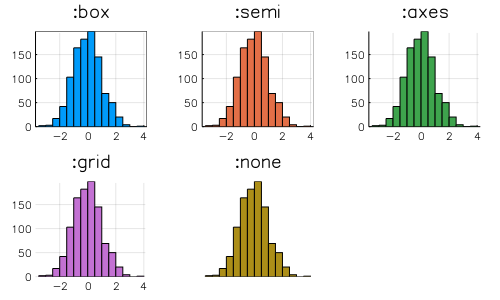 :box :semi :axes
150 150 150
100 100 100
50 50 50
0 0 0
−2 0 2 4 −2 0 2 4 −2 0 2 4
:grid :none
150
100
50
0
−2 0 2 4